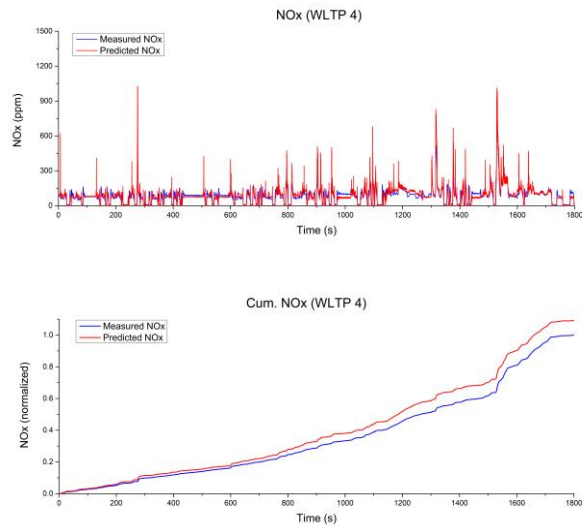 NOx (WLTP 4)
1500
Measured NOx
Predicted NOx
1200
900
NOx (ppm)
600
300
0
0 200 400 600 800 1000 1200 1400 1600 1800
Time (s)
Cum. NOx (WLTP 4)
Measured NOx
Predicted NOx
1.0
0.8
NOx (normalized)
0.6
0.4
0.2
0.0
0 200 400 600 800 1000 1200 1400 1600 1800
Time (s)